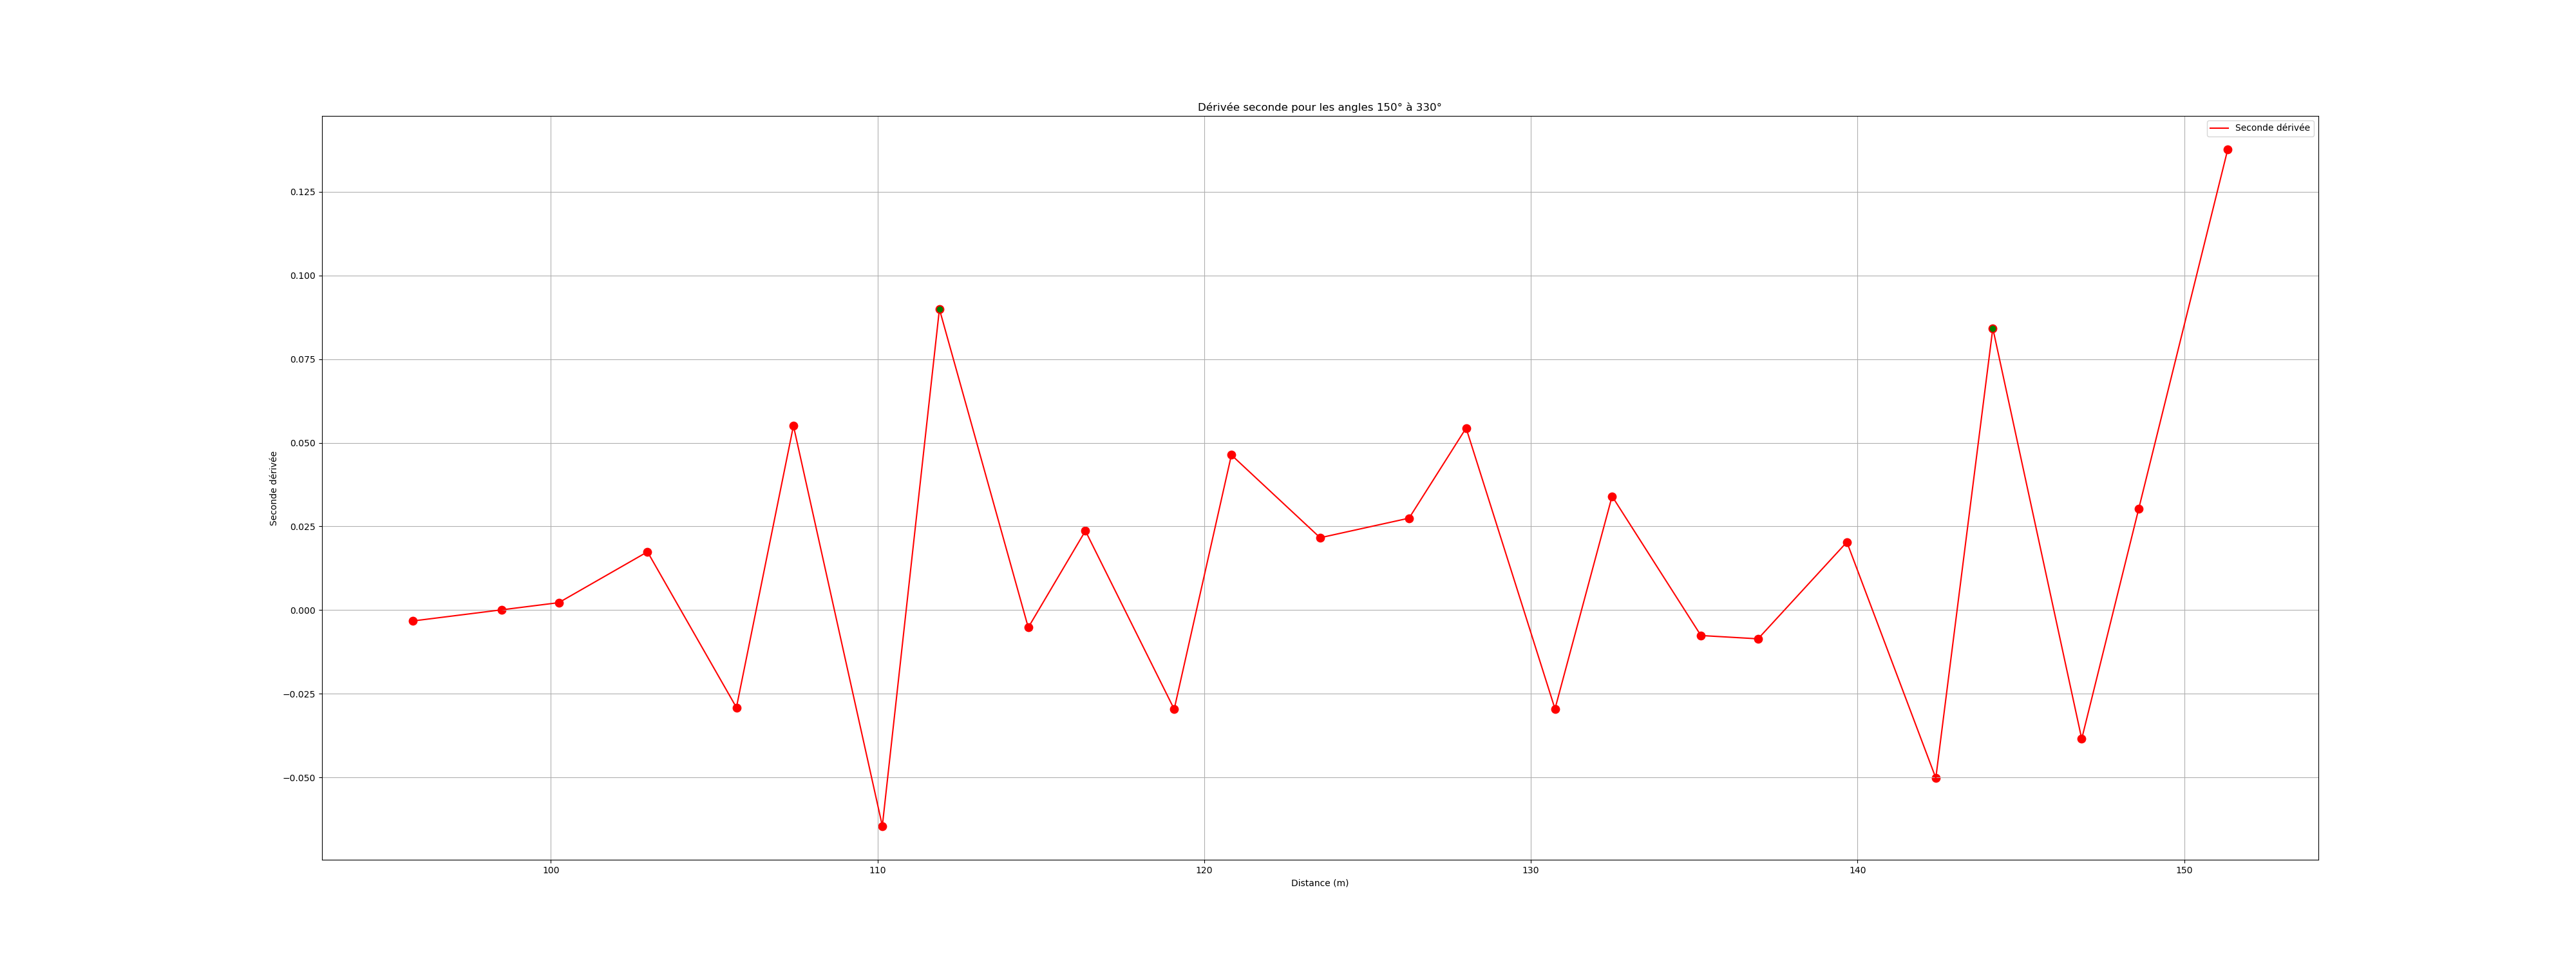 Dérivée seconde pour les angles 150° à 330°
Seconde dérivée
0.125
0.100
0.075
0.050
0.025
0.000
−0.025
−0.050
Seconde dérivée
100 110 120 130 140 150
Distance (m)